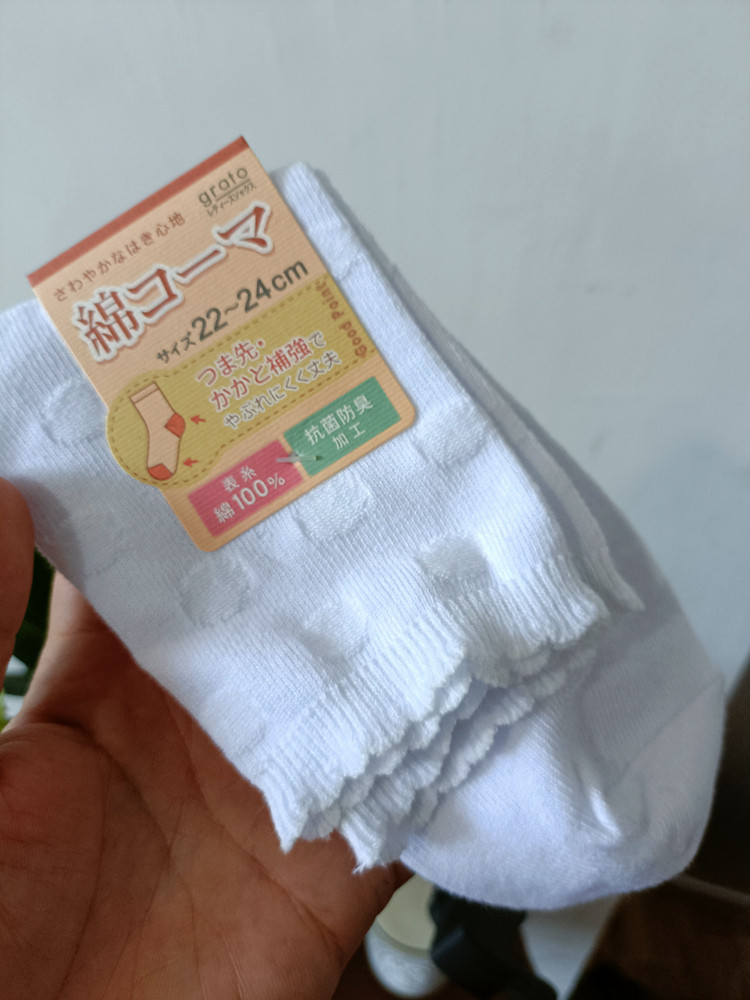 grato
レディースソックス
さわやかなはき心地
綿コーマ
サイズ22~24cm
Good Point
つま先・
かかと補強で
やぶれにくく丈夫
表糸
綿100%
抗菌防臭
加工